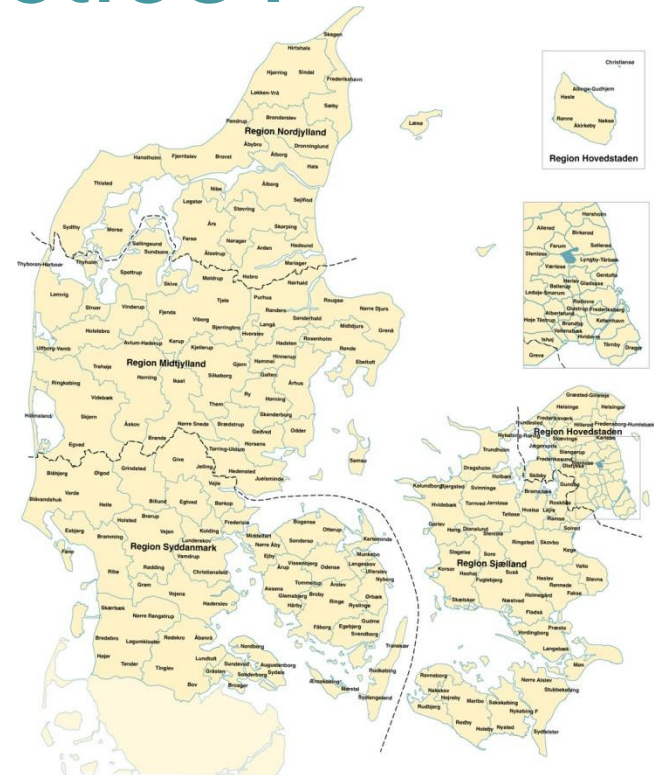 Skagen
Hirtshals
Hjørring
Sindal
Frederikshavn
Løkken-Vrå
Sæby
Brønderslev
Pandrup
Region Nordjylland
Åbybro
Dronninglund
Læsø
Hanstholm
Fjerritslev
Brovst
Ålborg
Hals
Thisted
Nibe
Ålborg
Løgstør
Støvring
Sejlflod
Sydthy
Morsø
Års
Skørping
Farsø
Nørager
Arden
Hadsund
Sallingsund
Sundsøre
Ålestrup
Mariager
Thyborøn-Harboør
Thyholm
Spøttrup
Skive
Møldrup
Hobro
Nørhald
Lemvig
Struer
Vinderup
Fjends
Tjele
Purhus
Randers
Rougsø
Nørre Djurs
Viborg
Sønderhald
Holstebro
Bjerringbro
Langå
Midtdjurs
Grenå
Hvorslev
Ulfborg-Vemb
Avlum-Haderup
Karup
Kjellerup
Hadsten
Rosenholm
Hinnerup
Rønde
Region Midtjylland
Gjern
Hammel
Ebeltoft
Trehøje
Ringkøbing
Herning
Ikast
Silkeborg
Galten
Århus
Videbæk
Ry
Hørning
Holmsland
Skjern
Them
Skanderborg
Åskov
Nørre Snede
Brædstrup
Gedved
Odder
Egvad
Brande
Horsens
Tørring-Uldum
Samsø
Give
Hedensted
Juelsminde
Blåbjerg
Ølgod
Grindsted
Jelling
Vejle
Blåvandshuk
Varde
Helle
Billund
Egtved
Børkop
Holsted
Brørup
Fredericia
Esbjerg
Bramming
Vejen
Kolding
Lunderskov
Region Syddanmark
Vamdrup
Fanø
Ribe
Rødding
Christiansfeld
Gram
Vojens
Haderslev
Skærbæk
Nørre Rangstrup
Bredebro
Løgumkloster
Rødekro
Åbenrå
Nordborg
Højer
Tønder
Tinglev
Lundtoft
Sundeved
Augustenborg
Gråsten
Sønderborg
Sydals
Bov
Broager
Bogense
Otterup
Middelfart
Søndersø
Kerteminde
Nørre Åby
Munkebo
Ejby
Vissenbjerg
Odense
Langeskov
Årup
Ullerslev
Tommerup
Årslev
Nyborg
Assens
Glamsbjerg
Broby
Ørbæk
Hårby
Ringe
Ryslinge
Gudme
Fåborg
Egebjerg
Svendborg
Tranekær
Rudkøbing
Ærøskøbing
Marstal
Sydlangeland
Christiansø
Allinge-Gudhjem
Hasle
Rønne
Nexsø
Åkirkeby
Region Hovedstaden
Hørsholm
Allerød
Birkerød
Farum
Søllerød
Stenløse
Lyngby-Tårbæk
Værløse
Gentofte
Herlev
Gladsaxe
Ballerup
Ledøje-Smørum
Rødovre
Glostrup
Frederiksberg
Albertslund
København
Høje Tåstrup
Brøndby
Vallensbæk
Hvidovre
Ishøj
Tårnby
Dragør
Greve
Græsted-Gilleleje
Helsinge
Helsingør
Frederiksværk
Hundested
Hillerød
Fredensborg-Humlebæk
Region Hovedstaden
Nykøbing-Rørvig
Jægerspris
Skævinge
Karlebo
Trundholm
Slangerup
Frederikssund
Ølstykke
Dragsholm
Holbæk
Skibby
Gundsø
Kalundborg
Bjergsted
Svinninge
Bramsnæs
Roskilde
Hvidebæk
Tornved
Jernløse
Hvalsø
Lejre
Tølløse
Ramsø
Solrød
Gørlev
Høng
Dianalund
Stenlille
Ringsted
Skovbo
Køge
Slagelse
Sorø
Region Sjælland
Vallø
Korsør
Hashøj
Suså
Fuglebjerg
Haslev
Stevns
Rønnede
Skælskør
Næstved
Holmegård
Fakse
Fladså
Præstø
Vordingborg
Langebæk
Møn
Ravnsborg
Nørre Alslev
Nakskov
Stubbekøbing
Højreby
Maribo
Sakskøbing
Rudbjerg
Nykøbing F
Rødby
Holeby
Nysted
Sydfalster